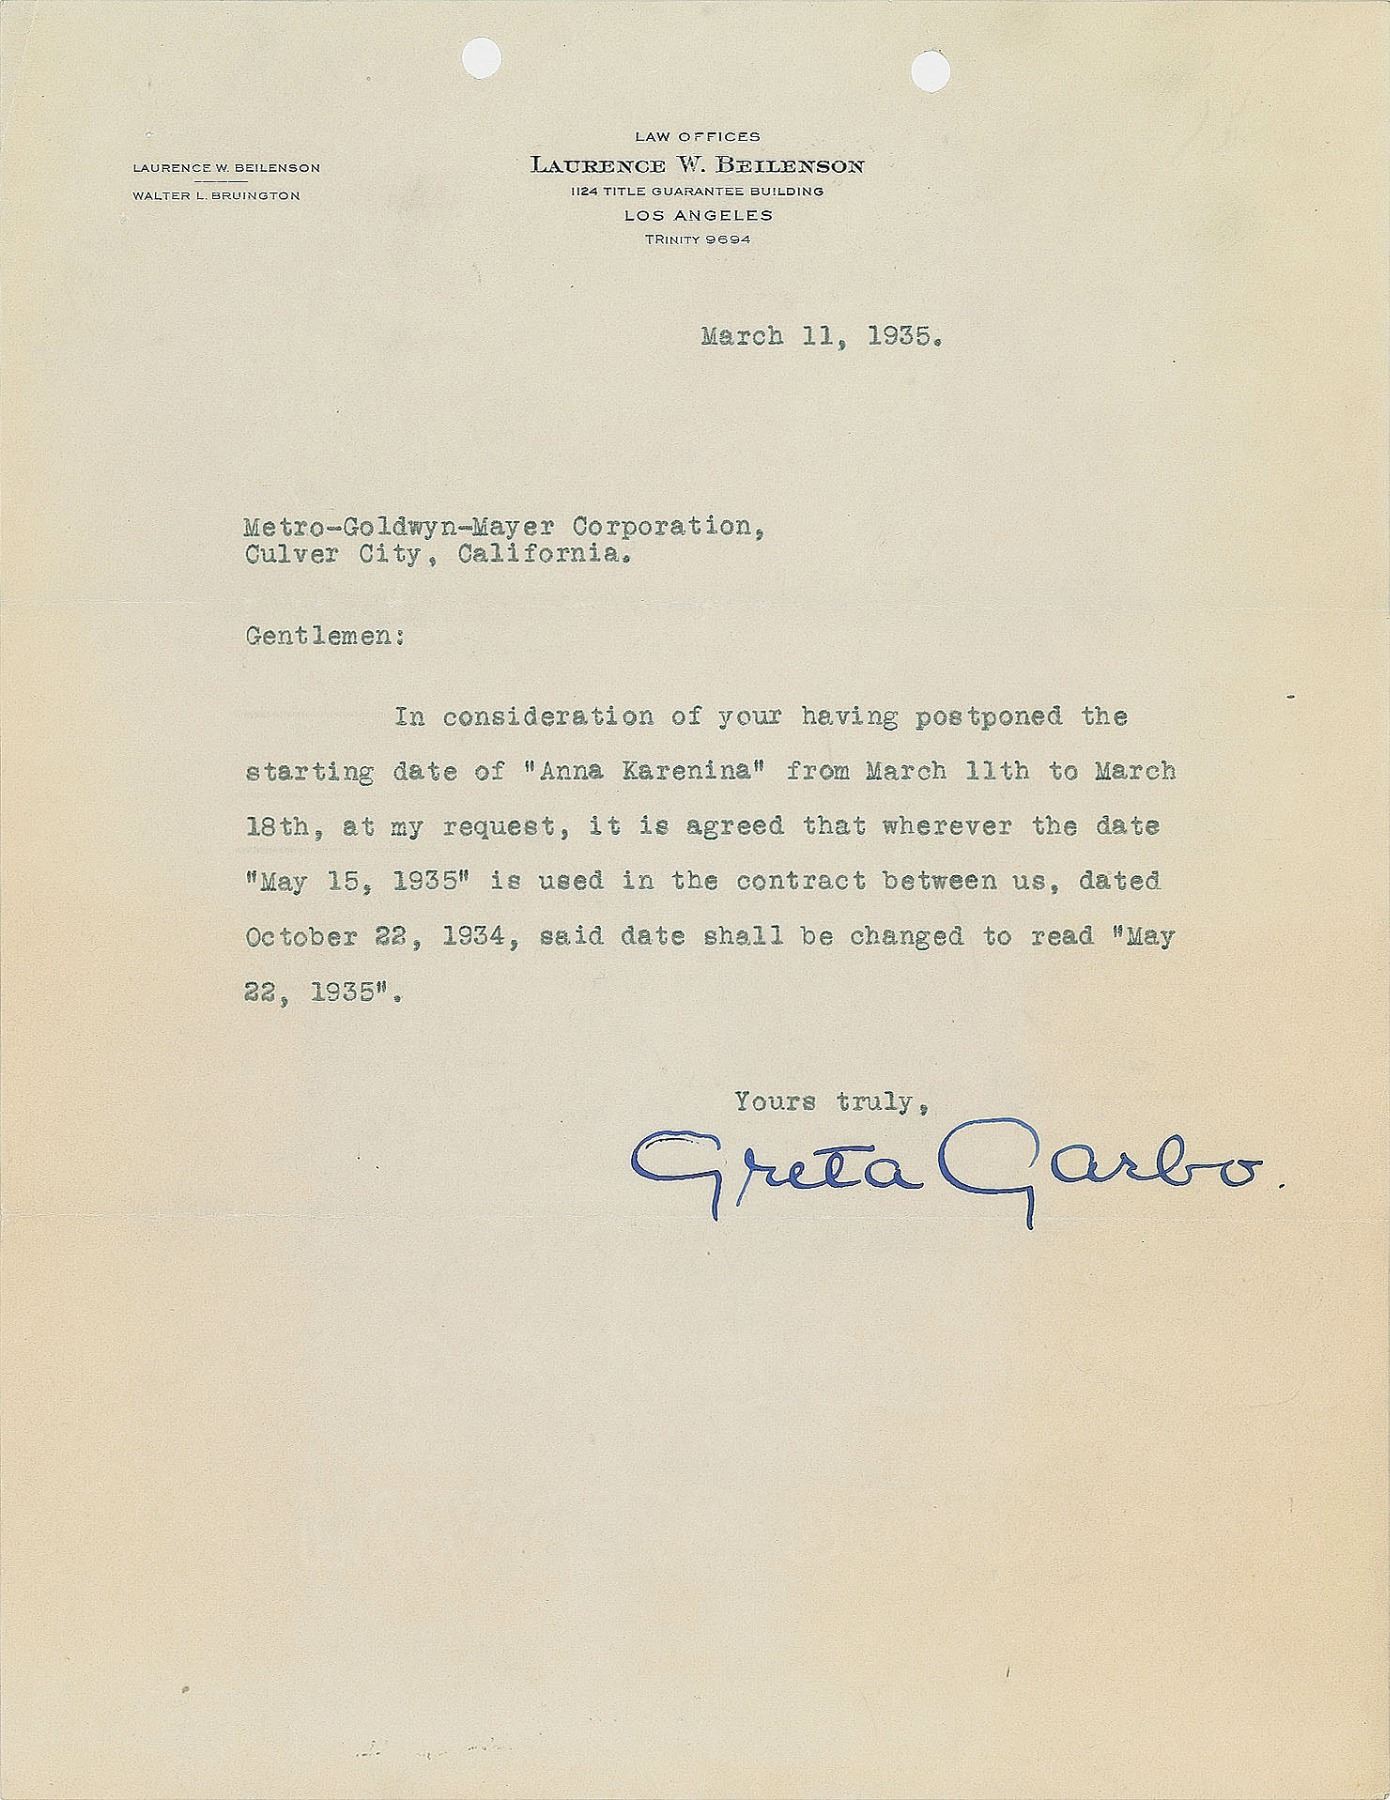 LAW OFFICES
LAURENCE W. BEILENSON
1124 TITLE GUARANTEE BUILDING
LOS ANGELES
TRINITY 9694
LAURENCE W. BEILENSON
WALTER L. BRUINGTON
March 11, 1935.
Metro-Goldwyn-Mayer Corporation,
Culver City, California.
Gentlemen:
In consideration of your having postponed the
starting date of "Anna Karenina" from March 11th to March
18th, at my request, it is agreed that wherever the date
"May 15, 1935" is used in the contract between us, dated
October 22, 1934, said date shall be changed to read "May
22, 1935".
Yours truly,
Greta Garbo.